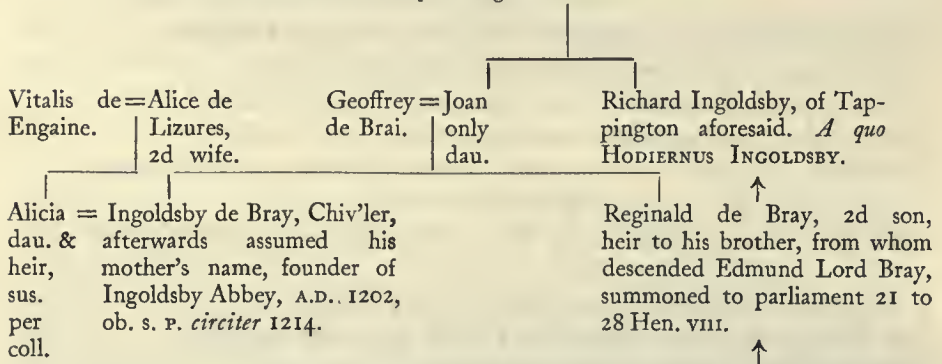 Vitalis de=Alice de
Engaine. Lizures,
2d wife.
Geoffrey=Joan
de Brai. only
dau.
Richard Ingoldsby, of Tap-
pington aforesaid. A quo
HODIERNUS INGOLDSBY.
Alicia = Ingoldsby de Bray, Chiv'ler,
dau. & afterwards assumed his
heir, mother's name, founder of
sus. Ingoldsby Abbey, A.D.. 1202,
per ob. s. P. circiter 1214.
coll.
Reginald de Bray, 2d son,
heir to his brother, from whom
descended Edmund Lord Bray,
summoned to parliament 21 to
28 Hen. VIII.